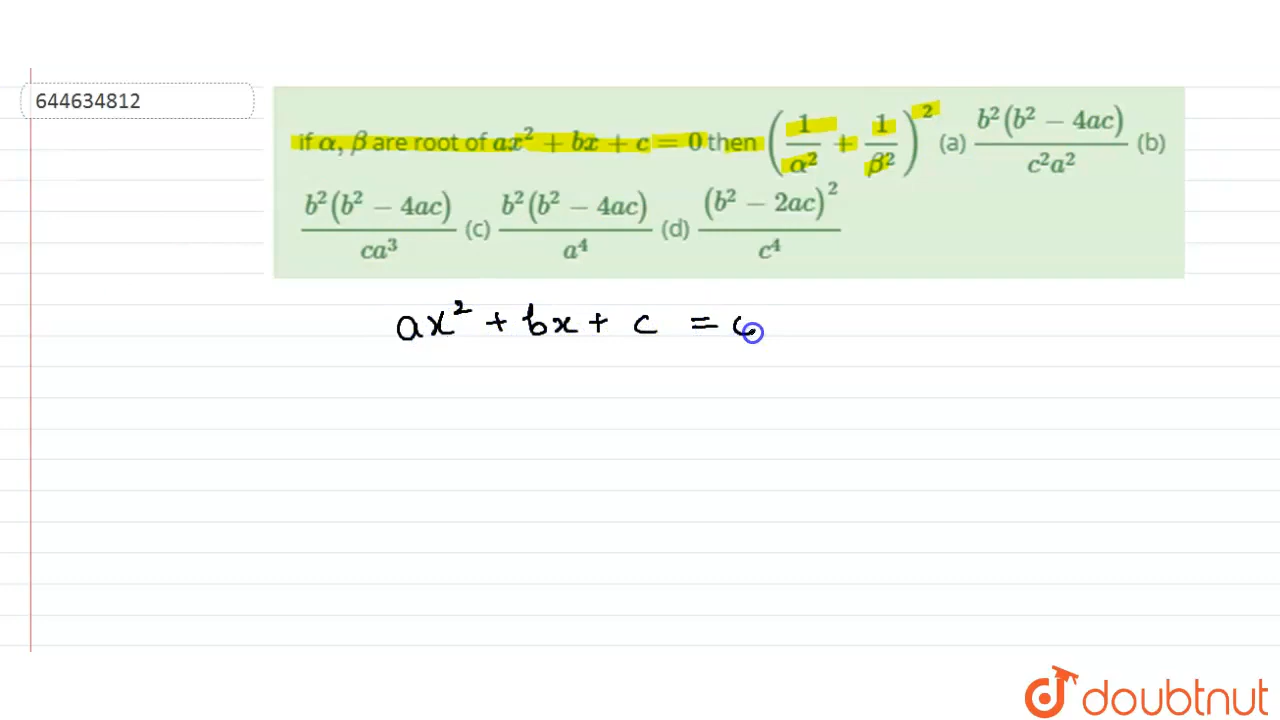 644634812
if α, β are root of ax² + bx + c = 0 then (1/α² + 1/β²)² (a) b²(b² − 4ac)/c²a² (b)
b²(b² − 4ac)/ca³ (c) b²(b² − 4ac)/a⁴ (d) (b² − 2ac)²/c⁴
ax² + bx + c =
doubtnut